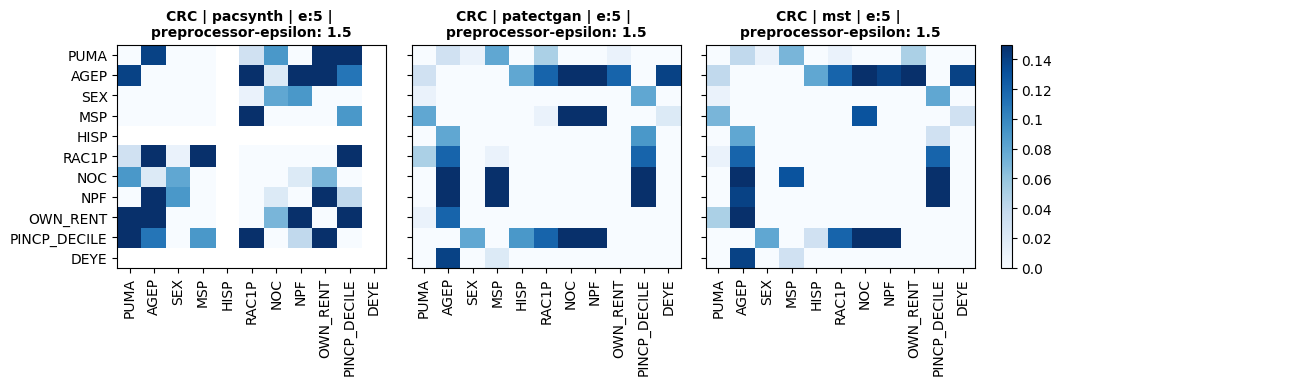 CRC | pacsynth | e:5 |
preprocessor-epsilon: 1.5
CRC | patectgan | e:5 |
preprocessor-epsilon: 1.5
CRC | mst | e:5 |
preprocessor-epsilon: 1.5
PUMA
AGEP
SEX
MSP
HISP
RAC1P
NOC
NPF
OWN_RENT
PINCP_DECILE
DEYE
PUMA
AGEP
SEX
MSP
HISP
RAC1P
NOC
NPF
OWN_RENT
PINCP_DECILE
DEYE
PUMA
AGEP
SEX
MSP
HISP
RAC1P
NOC
NPF
OWN_RENT
PINCP_DECILE
DEYE
PUMA
AGEP
SEX
MSP
HISP
RAC1P
NOC
NPF
OWN_RENT
PINCP_DECILE
DEYE
0.14
0.12
0.10
0.08
0.06
0.04
0.02
0.0